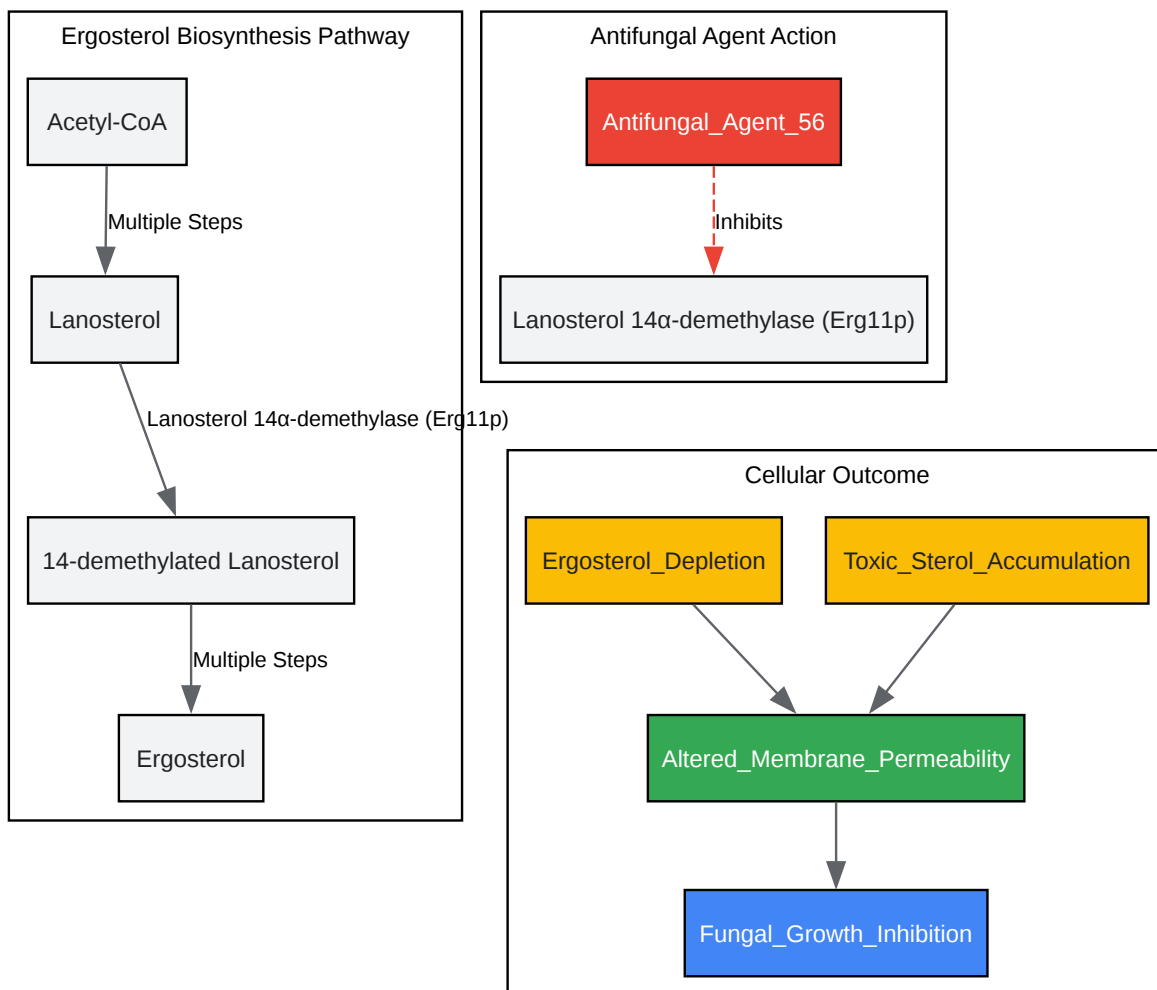 Ergosterol Biosynthesis Pathway
Acetyl-CoA
Multiple Steps
Lanosterol
Lanosterol 14α-demethylase (Erg11p)
14-demethylated Lanosterol
Multiple Steps
Ergosterol
Antifungal Agent Action
Antifungal_Agent_56
Inhibits
Lanosterol 14α-demethylase (Erg11p)
Cellular Outcome
Ergosterol_Depletion
Toxic_Sterol_Accumulation
Altered_Membrane_Permeability
Fungal_Growth_Inhibition